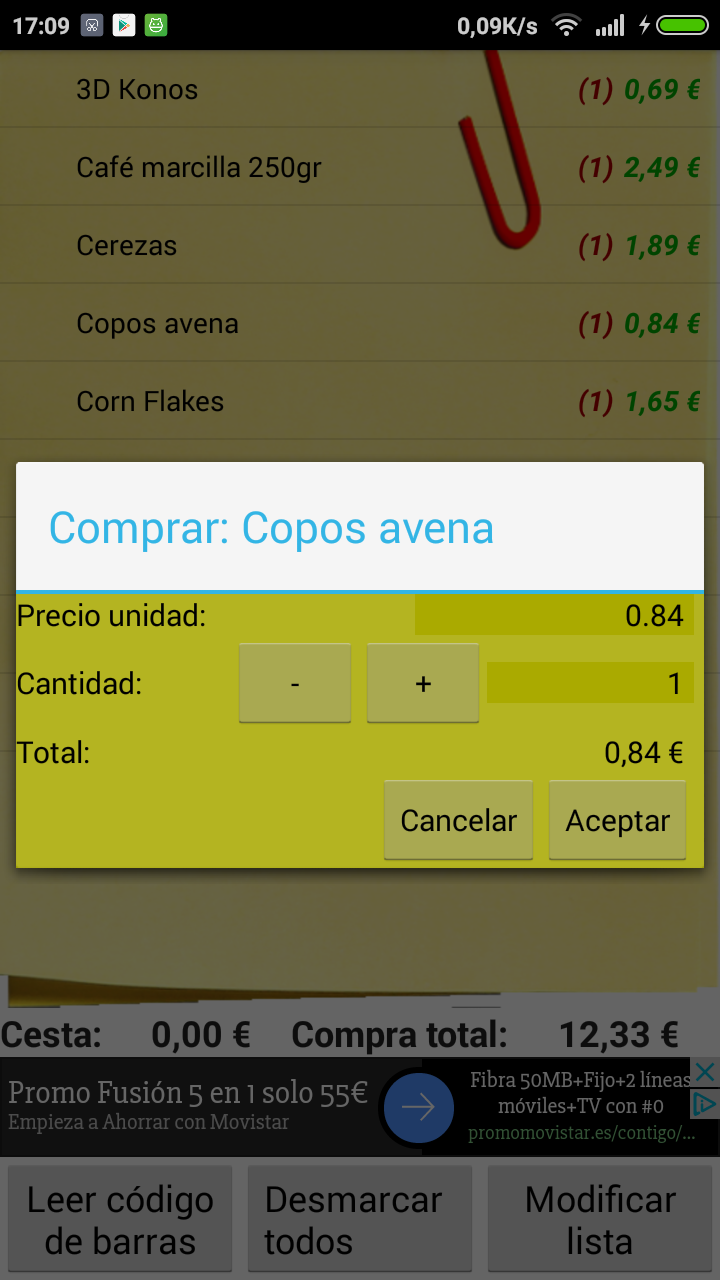 17:09 0,09K/s
3D Konos (1) 0,69 €
Café marcilla 250gr (1) 2,49 €
Cerezas (1) 1,89 €
Copos avena (1) 0,84 €
Corn Flakes (1) 1,65 €
Comprar: Copos avena
Precio unidad: 0.84
Cantidad: - + 1
Total: 0,84 €
Cancelar Aceptar
Cesta: 0,00 € Compra total: 12,33 €
Promo Fusión 5 en 1 solo 55€
Empieza a Ahorrar con Movistar
Fibra 50MB+Fijo+2 líneas
móviles+TV con #0
promomovistar.es/contigo/...
Leer código
de barras
Desmarcar
todos
Modificar
lista